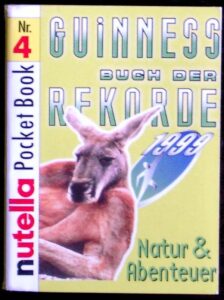 Nr.
4
nutella Pocket Book
GUINNESS
BUCH DER
REKORDE
1999
Natur &
Abenteuer